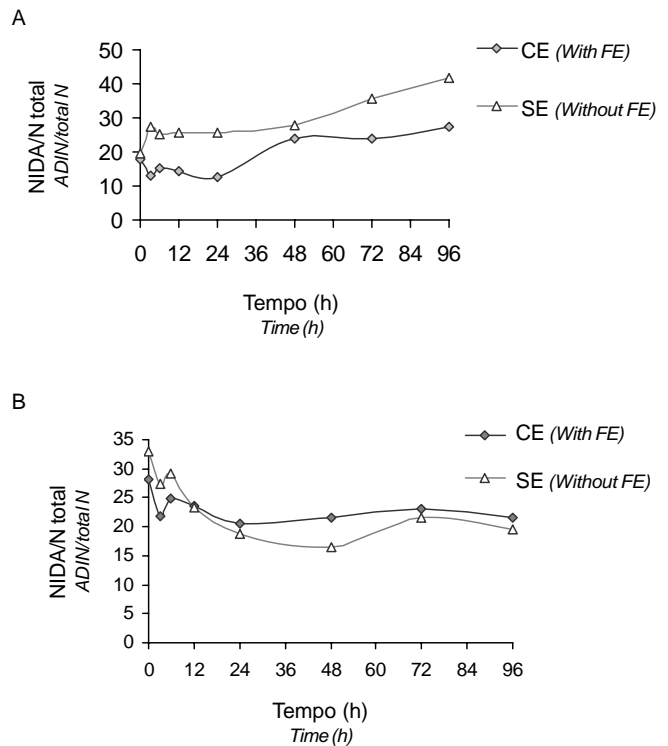 A
CE (With FE)
SE (Without FE)
NIDA/N total
ADIN/total N
50
40
30
20
10
0
0 12 24 36 48 60 72 84 96
Tempo (h)
Time (h)
B
CE (With FE)
SE (Without FE)
NIDA/N total
ADIN/total N
35
30
25
20
15
10
5
0
0 12 24 36 48 60 72 84 96
Tempo (h)
Time (h)